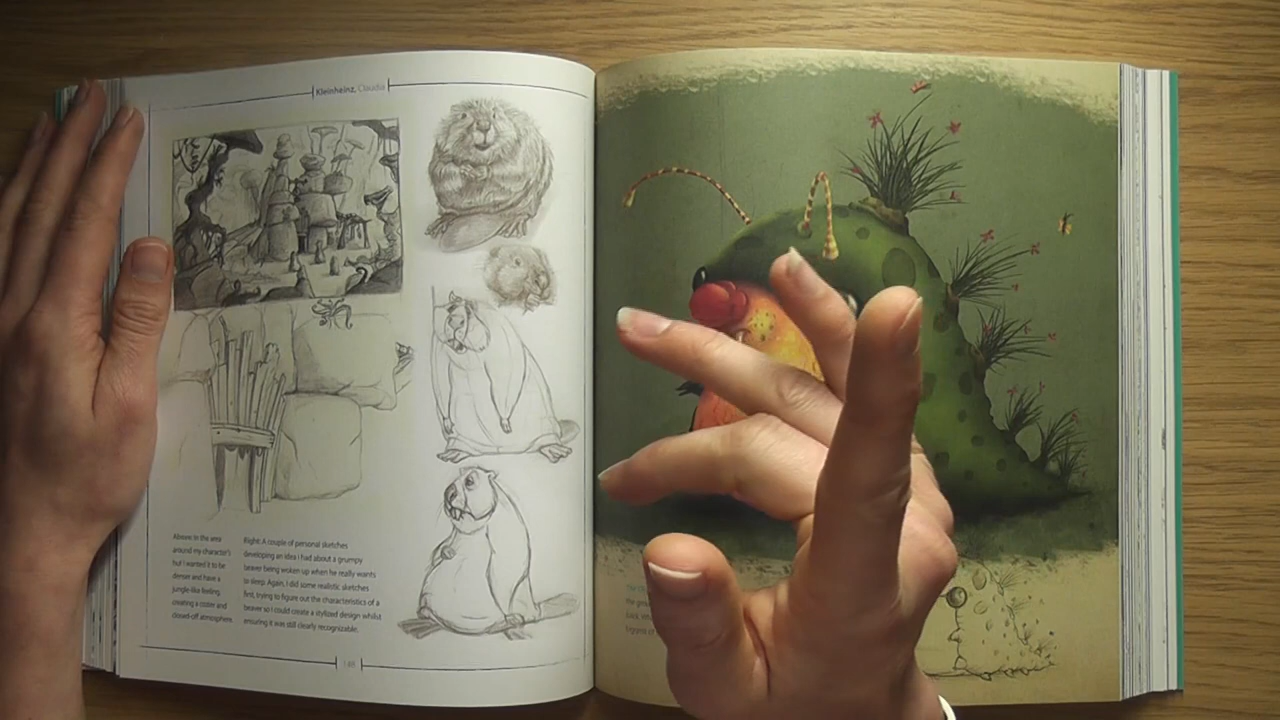 Kleinheinz, Claudia
Above: In the area
around my character's
but I wanted it to be
denser and have a
jungle-like feeling,
creating a cosier and
closed-off atmosphere.
Right: A couple of personal sketches
developing an idea I had about a grumpy
beaver being woken up when he really wants
to sleep. Again, I did some realistic sketches
first, trying to figure out the characteristics of a
beaver so I could create a stylized design whilst
ensuring it was still clearly recognizable.
148